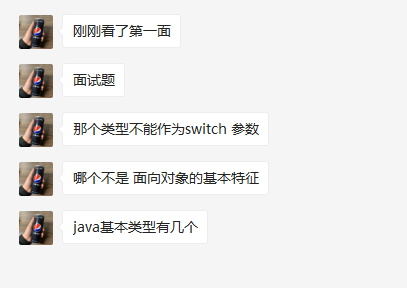 刚刚看了第一面
面试题
那个类型不能作为switch 参数
哪个不是 面向对象的基本特征
java基本类型有几个